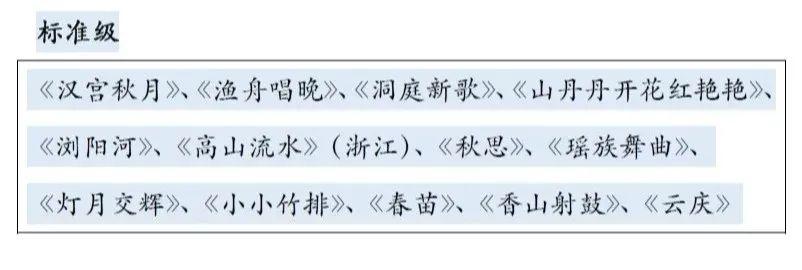 标准级
《汉宫秋月》、《渔舟唱晚》、《洞庭新歌》、《山丹丹开花红艳艳》、
《浏阳河》、《高山流水》（浙江）、《秋思》、《瑶族舞曲》、
《灯月交辉》、《小小竹排》、《春苗》、《香山射鼓》、《云庆》